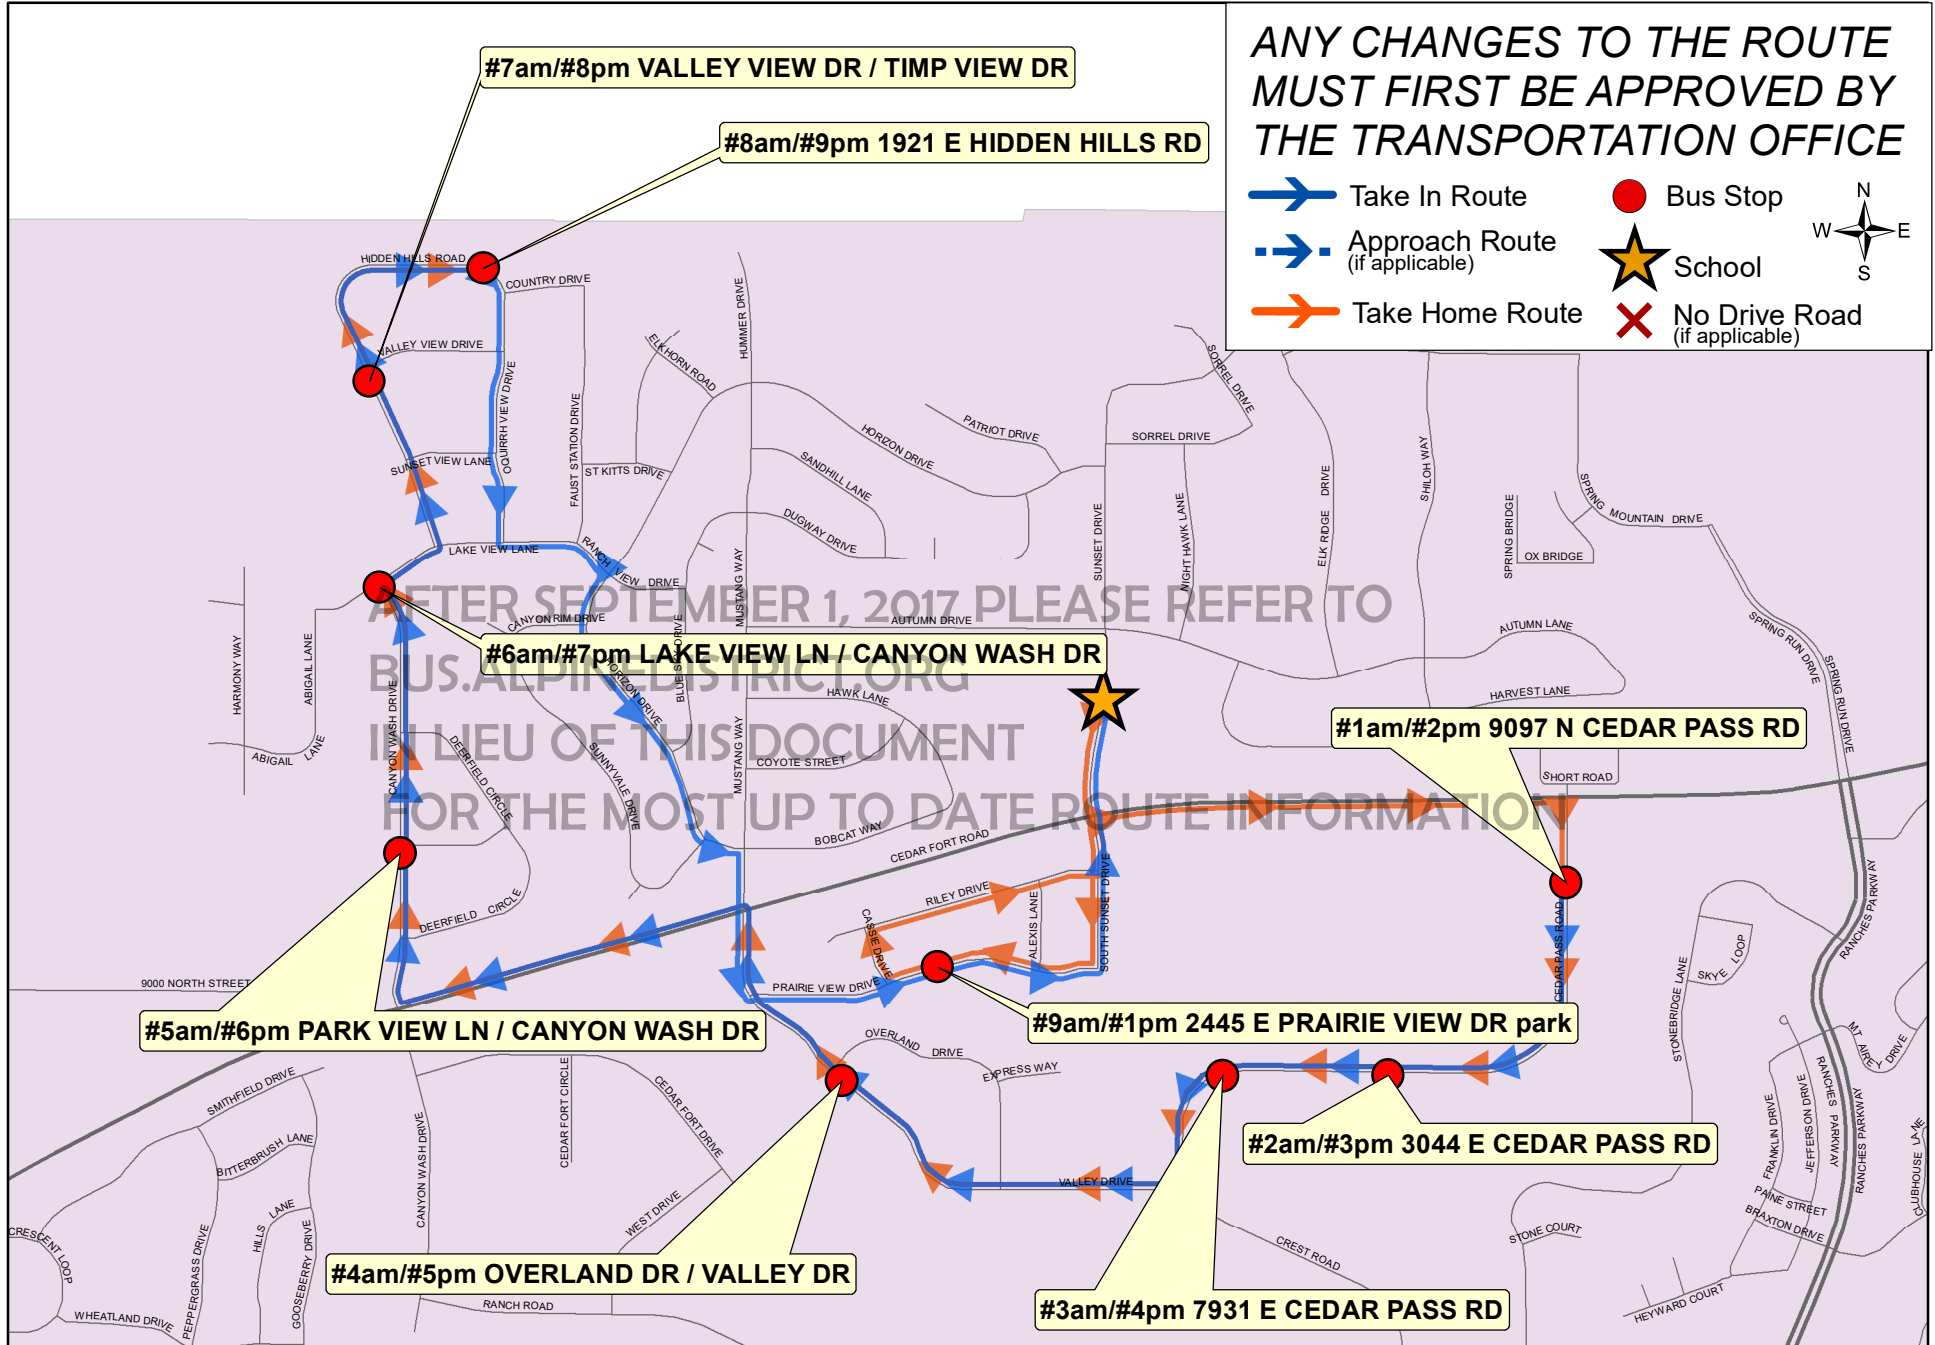 ANY CHANGES TO THE ROUTE
MUST FIRST BE APPROVED BY
THE TRANSPORTATION OFFICE
Take In Route
Bus Stop
Approach Route
(if applicable)
School
Take Home Route
No Drive Road
(if applicable)
N
W
E
S
#7am/#8pm VALLEY VIEW DR / TIMP VIEW DR
#8am/#9pm 1921 E HIDDEN HILLS RD
HIDDEN HILLS ROAD
COUNTRY DRIVE
VALLEY VIEW DRIVE
HUMMER DRIVE
ELKHORN ROAD
SORREL DRIVE
OQUIRRH VIEW DRIVE
FAUST STATION DRIVE
SUNSET VIEW LANE
ST KITTS DRIVE
HORIZON DRIVE
PATRIOT DRIVE
SORREL DRIVE
SANDHILL LANE
DUGWAY DRIVE
SUNSET DRIVE
NIGHT HAWK LANE
ELK RIDGE DRIVE
SHILOH WAY
SPRING BRIDGE
SPRING MOUNTAIN DRIVE
OX BRIDGE
LAKE VIEW LANE
RANCH VIEW DRIVE
MUSTANG WAY
AFTER SEPTEMBER 1, 2017 PLEASE REFER TO
BUS.ALPINEDISTRICT.ORG
IN LIEU OF THIS DOCUMENT
FOR THE MOST UP TO DATE ROUTE INFORMATION
CANYON RIM DRIVE
AUTUMN DRIVE
AUTUMN LANE
SPRING RUN DRIVE
SPRING RUN DRIVE
#6am/#7pm LAKE VIEW LN / CANYON WASH DR
HARMONY WAY
ABIGAIL LANE
ABIGAIL LANE
CANYON WASH DRIVE
HORIZON DRIVE
BLUE SKY DRIVE
HAWK LANE
HARVEST LANE
#1am/#2pm 9097 N CEDAR PASS RD
DEERFIELD CIRCLE
SUNNYVALE DRIVE
MUSTANG WAY
COYOTE STREET
SHORT ROAD
BOBCAT WAY
CEDAR FORT ROAD
RILEY DRIVE
CASSIE DRIVE
ALEXIS LANE
SOUTH SUNSET DRIVE
DEERFIELD CIRCLE
CEDAR PASS ROAD
STONEBRIDGE LANE
SKYE LOOP
RANCHES PARKWAY
9000 NORTH STREET
PRAIRIE VIEW DRIVE
#5am/#6pm PARK VIEW LN / CANYON WASH DR
#9am/#1pm 2445 E PRAIRIE VIEW DR park
OVERLAND DRIVE
EXPRESS WAY
MT AIREY DRIVE
SMITHFIELD DRIVE
BITTERBRUSH LANE
CANYON WASH DRIVE
CEDAR FORT CIRCLE
CEDAR FORT DRIVE
FRANKLIN DRIVE
JEFFERSON DRIVE
RANCHES PARKWAY
RANCHES PARKWAY
#2am/#3pm 3044 E CEDAR PASS RD
VALLEY DRIVE
CLUBHOUSE LANE
PAINE STREET
BRAXTON DRIVE
CRESCENT LOOP
PEPPERGRASS DRIVE
HILLS LANE
GOOSEBERRY DRIVE
WEST DRIVE
STONE COURT
CREST ROAD
#4am/#5pm OVERLAND DR / VALLEY DR
#3am/#4pm 7931 E CEDAR PASS RD
WHEATLAND DRIVE
RANCH ROAD
HEYWARD COURT